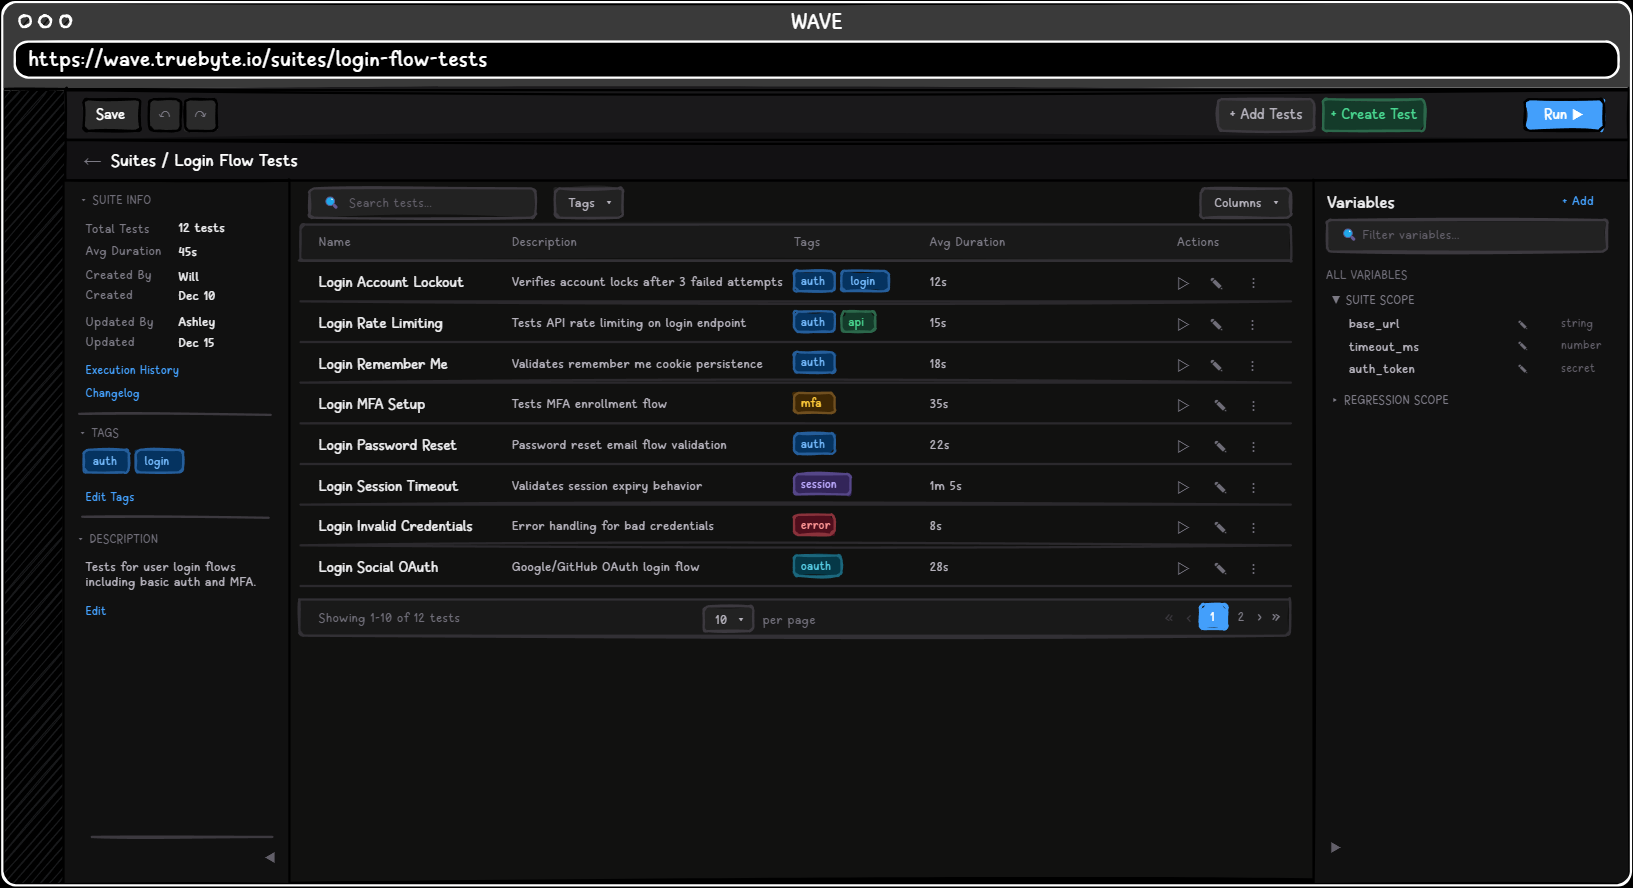 WAVE
https://wave.truebyte.io/suites/login-flow-tests
Save
+ Add Tests
+ Create Test
Run
Suites / Login Flow Tests
SUITE INFO
Total Tests 12 tests
Avg Duration 45s
Created By Will
Created Dec 10
Updated By Ashley
Updated Dec 15
Execution History
Changelog
TAGS
auth login
Edit Tags
DESCRIPTION
Tests for user login flows
including basic auth and MFA.
Edit
Search tests...
Tags
Columns
Name Description Tags Avg Duration Actions
Login Account Lockout Verifies account locks after 3 failed attempts auth login 12s
Login Rate Limiting Tests API rate limiting on login endpoint auth api 15s
Login Remember Me Validates remember me cookie persistence auth 18s
Login MFA Setup Tests MFA enrollment flow mfa 35s
Login Password Reset Password reset email flow validation auth 22s
Login Session Timeout Validates session expiry behavior session 1m 5s
Login Invalid Credentials Error handling for bad credentials error 8s
Login Social OAuth Google/GitHub OAuth login flow oauth 28s
Showing 1-10 of 12 tests 10 per page « ‹ 1 2 › »
Variables + Add
Filter variables...
ALL VARIABLES
SUITE SCOPE
base_url string
timeout_ms number
auth_token secret
REGRESSION SCOPE